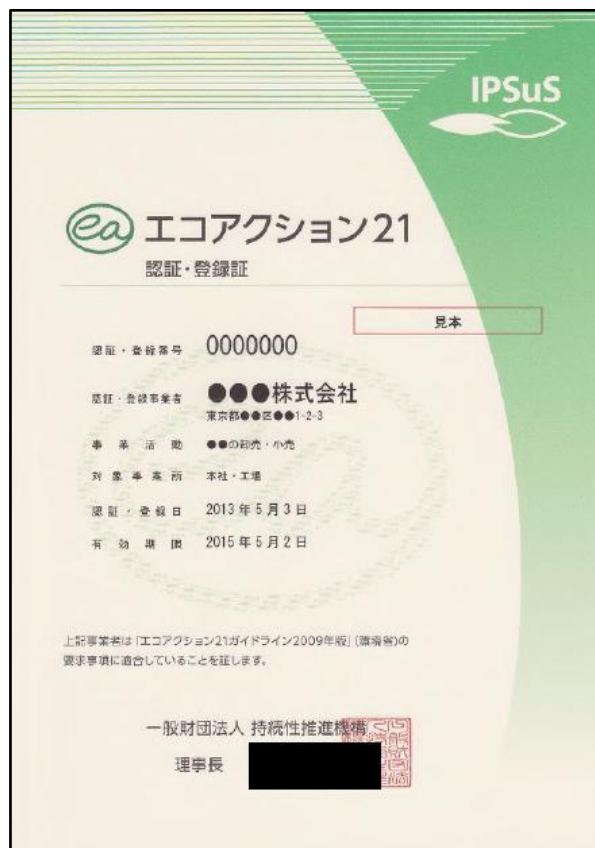 IPSuS
ea エコアクション21
認証・登録証
見本
認証・登録番号 0000000
認証・登録事業者 ●●●株式会社
東京都●●区●●1-2-3
事業活動 ●●の卸売・小売
対象事業所 本社・工場
認証・登録日 2013年5月3日
有効期限 2015年5月2日
上記事業者は「エコアクション21ガイドライン2009年版」(環境省)の
要求事項に適合していることを証します。
一般財団法人 持続性推進機構
理事長